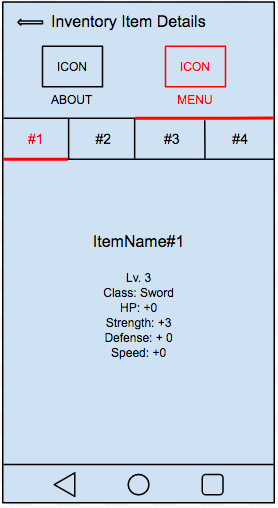 Inventory Item Details
ICON
ICON
ABOUT
MENU
#1
#2
#3
#4
ItemName#1
Lv. 3
Class: Sword
HP: +0
Strength: +3
Defense: + 0
Speed: +0